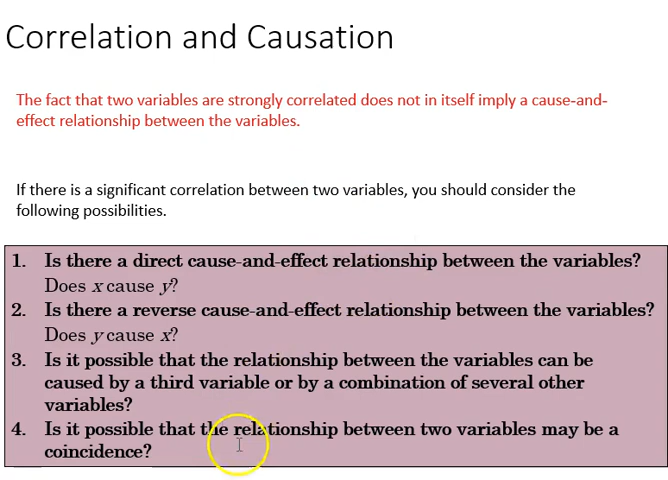 Correlation and Causation
The fact that two variables are strongly correlated does not in itself imply a cause-and-
effect relationship between the variables.
If there is a significant correlation between two variables, you should consider the
following possibilities.
1. Is there a direct cause-and-effect relationship between the variables?
Does x cause y?
2. Is there a reverse cause-and-effect relationship between the variables?
Does y cause x?
3. Is it possible that the relationship between the variables can be
caused by a third variable or by a combination of several other
variables?
4. Is it possible that the relationship between two variables may be a
coincidence?